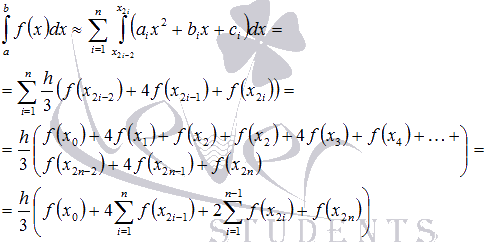 ∫_a^b f(x)dx ≈ ∑_{i=1}^{n} ∫_{x_{2i-2}}^{x_{2i}} (a_i x² + b_i x + c_i)dx =
= ∑_{i=1}^{n} h/3 (f(x_{2i-2}) + 4f(x_{2i-1}) + f(x_{2i})) =
= h/3 ( f(x_0) + 4f(x_1) + f(x_2) + f(x_2) + 4f(x_3) + f(x_4) + … +
f(x_{2n-2}) + 4f(x_{2n-1}) + f(x_{2n}) ) =
= h/3 ( f(x_0) + 4∑_{i=1}^{n} f(x_{2i-1}) + 2∑_{i=1}^{n-1} f(x_{2i}) + f(x_{2n}) )
STUDENTS